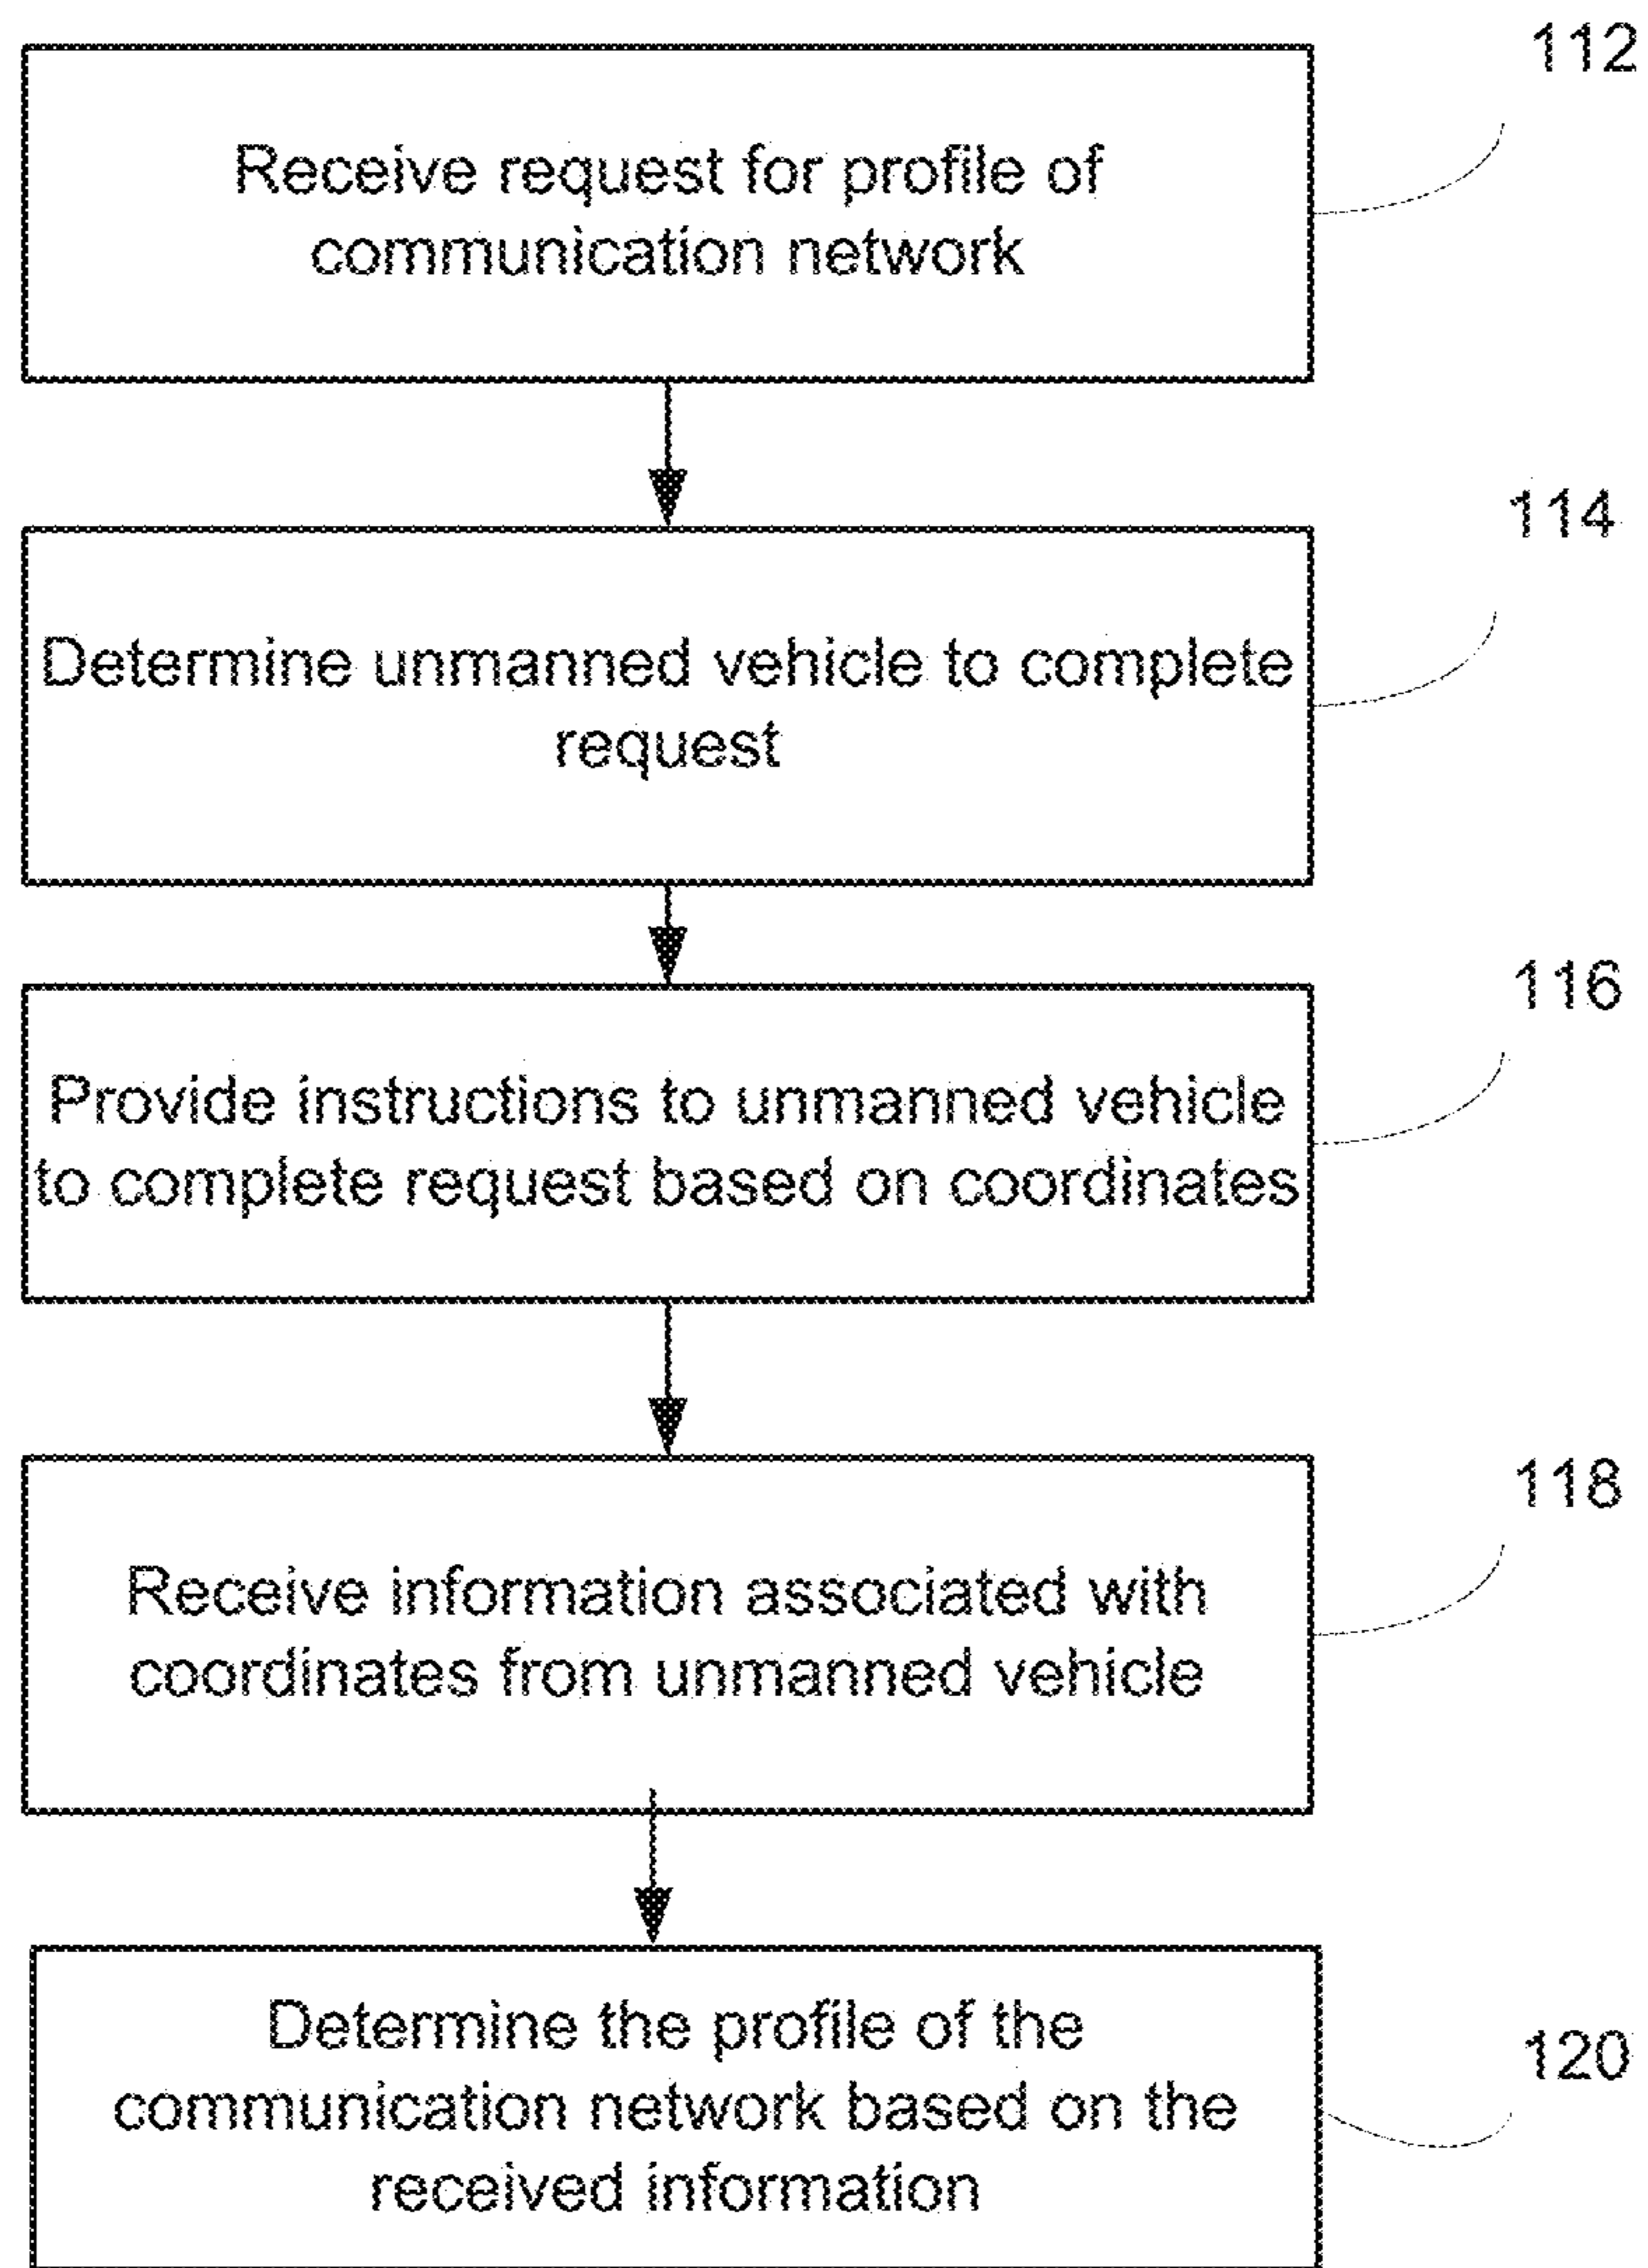 112
Receive request for profile of
communication network
114
Determine unmanned vehicle to complete
request
116
Provide instructions to unmanned vehicle
to complete request based on coordinates
118
Receive information associated with
coordinates from unmanned vehicle
120
Determine the profile of the
communication network based on the
received information